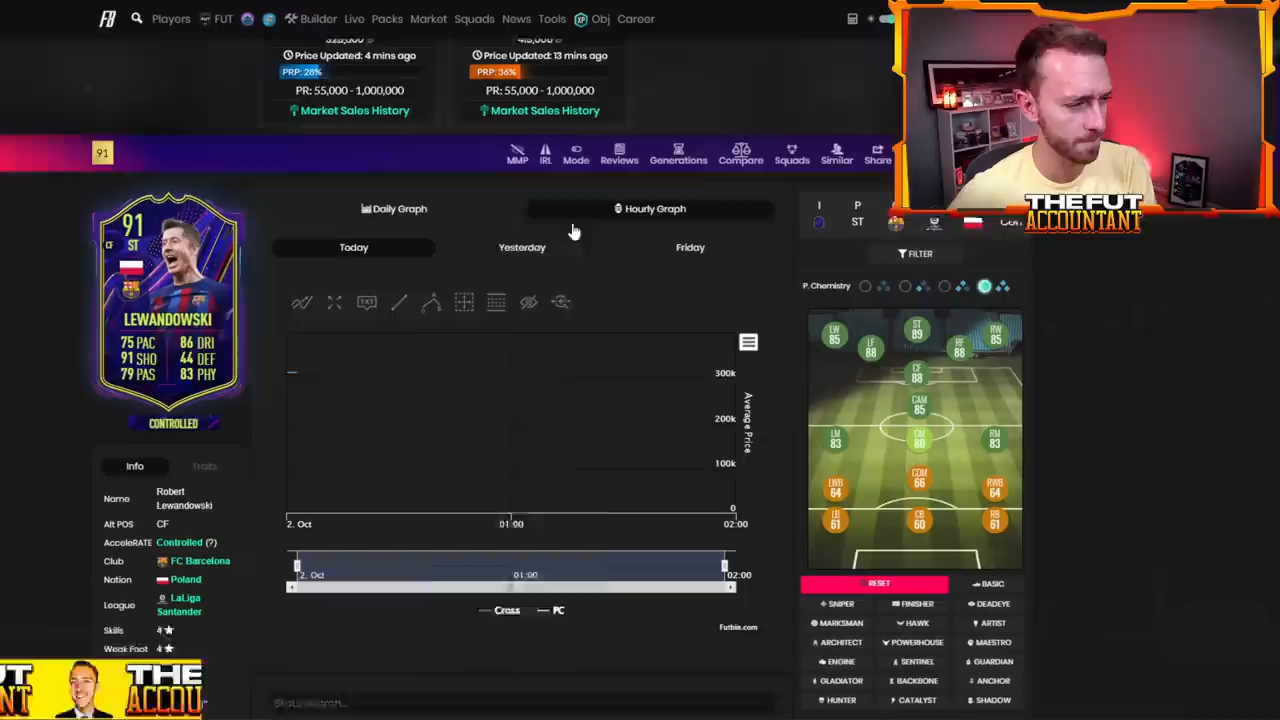 FB Players FUT Builder Live Packs Market Squads News Tools Obj Career
Price Updated: 4 mins ago
Price Updated: 13 mins ago
PRP: 28%
PRP: 36%
PR: 55,000 - 1,000,000
PR: 55,000 - 1,000,000
Market Sales History
Market Sales History
91
MMP IRL Mode Reviews Generations Compare Squads Similar Share
THEFUT
ACCOUNTANT
Daily Graph
Hourly Graph
Today
Yesterday
Friday
I P
ST
FILTER
P. Chemistry
91
ST
CF
LEWANDOWSKI
75 PAC 86 DRI
91 SHO 44 DEF
79 PAS 83 PHY
CONTROLLED
TXT
300k
200k
100k
0
Average Price
2. Oct 01:00 02:00
2. Oct 01:00 02:00
Cross PC
Futbin.com
LW
85
ST
89
RW
85
LF
88
RF
88
CF
88
CAM
85
LM
83
CM
80
RM
83
CDM
66
LWB
64
RWB
64
LB
61
CB
60
RB
61
Info
Traits
Name Robert
Lewandowski
Alt POS CF
AcceleRATE Controlled (?)
Club FC Barcelona
Nation Poland
League LaLiga
Santander
Skills 4
Weak Foot 4
RESET BASIC
SNIPER FINISHER DEADEYE
MARKSMAN HAWK ARTIST
ARCHITECT POWERHOUSE MAESTRO
ENGINE SENTINEL GUARDIAN
GLADIATOR BACKBONE ANCHOR
HUNTER CATALYST SHADOW
FUT
ANT
THE
ACCOU